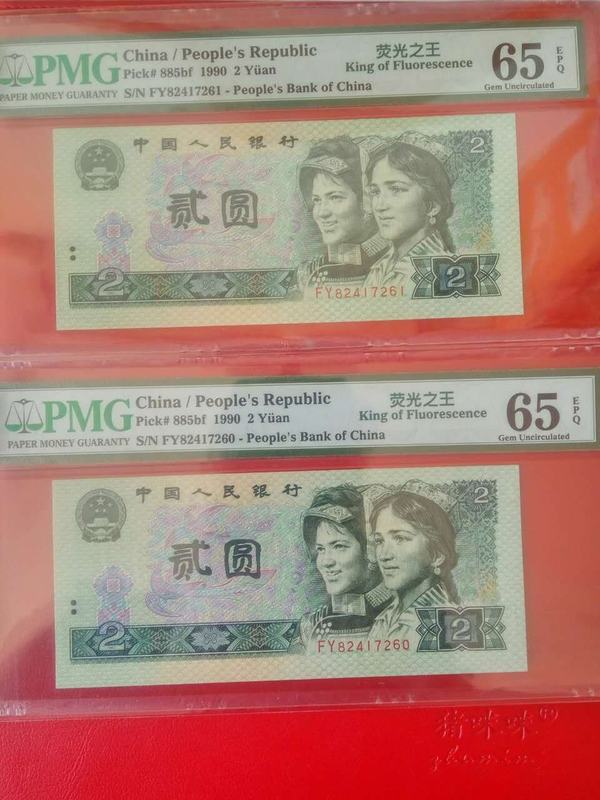 PMG
PAPER MONEY GUARANTY
China / People's Republic
Pick# 885bf 1990 2 Yüan
S/N FY82417261 - People's Bank of China
荧光之王
King of Fluorescence
65
EPQ
Gem Uncirculated
中国人民银行
贰圆
2
2
2
FY82417261
PMG
PAPER MONEY GUARANTY
China / People's Republic
Pick# 885bf 1990 2 Yüan
S/N FY82417260 - People's Bank of China
荧光之王
King of Fluorescence
65
EPQ
Gem Uncirculated
中国人民银行
贰圆
2
2
2
FY82417260
猪咪咪®